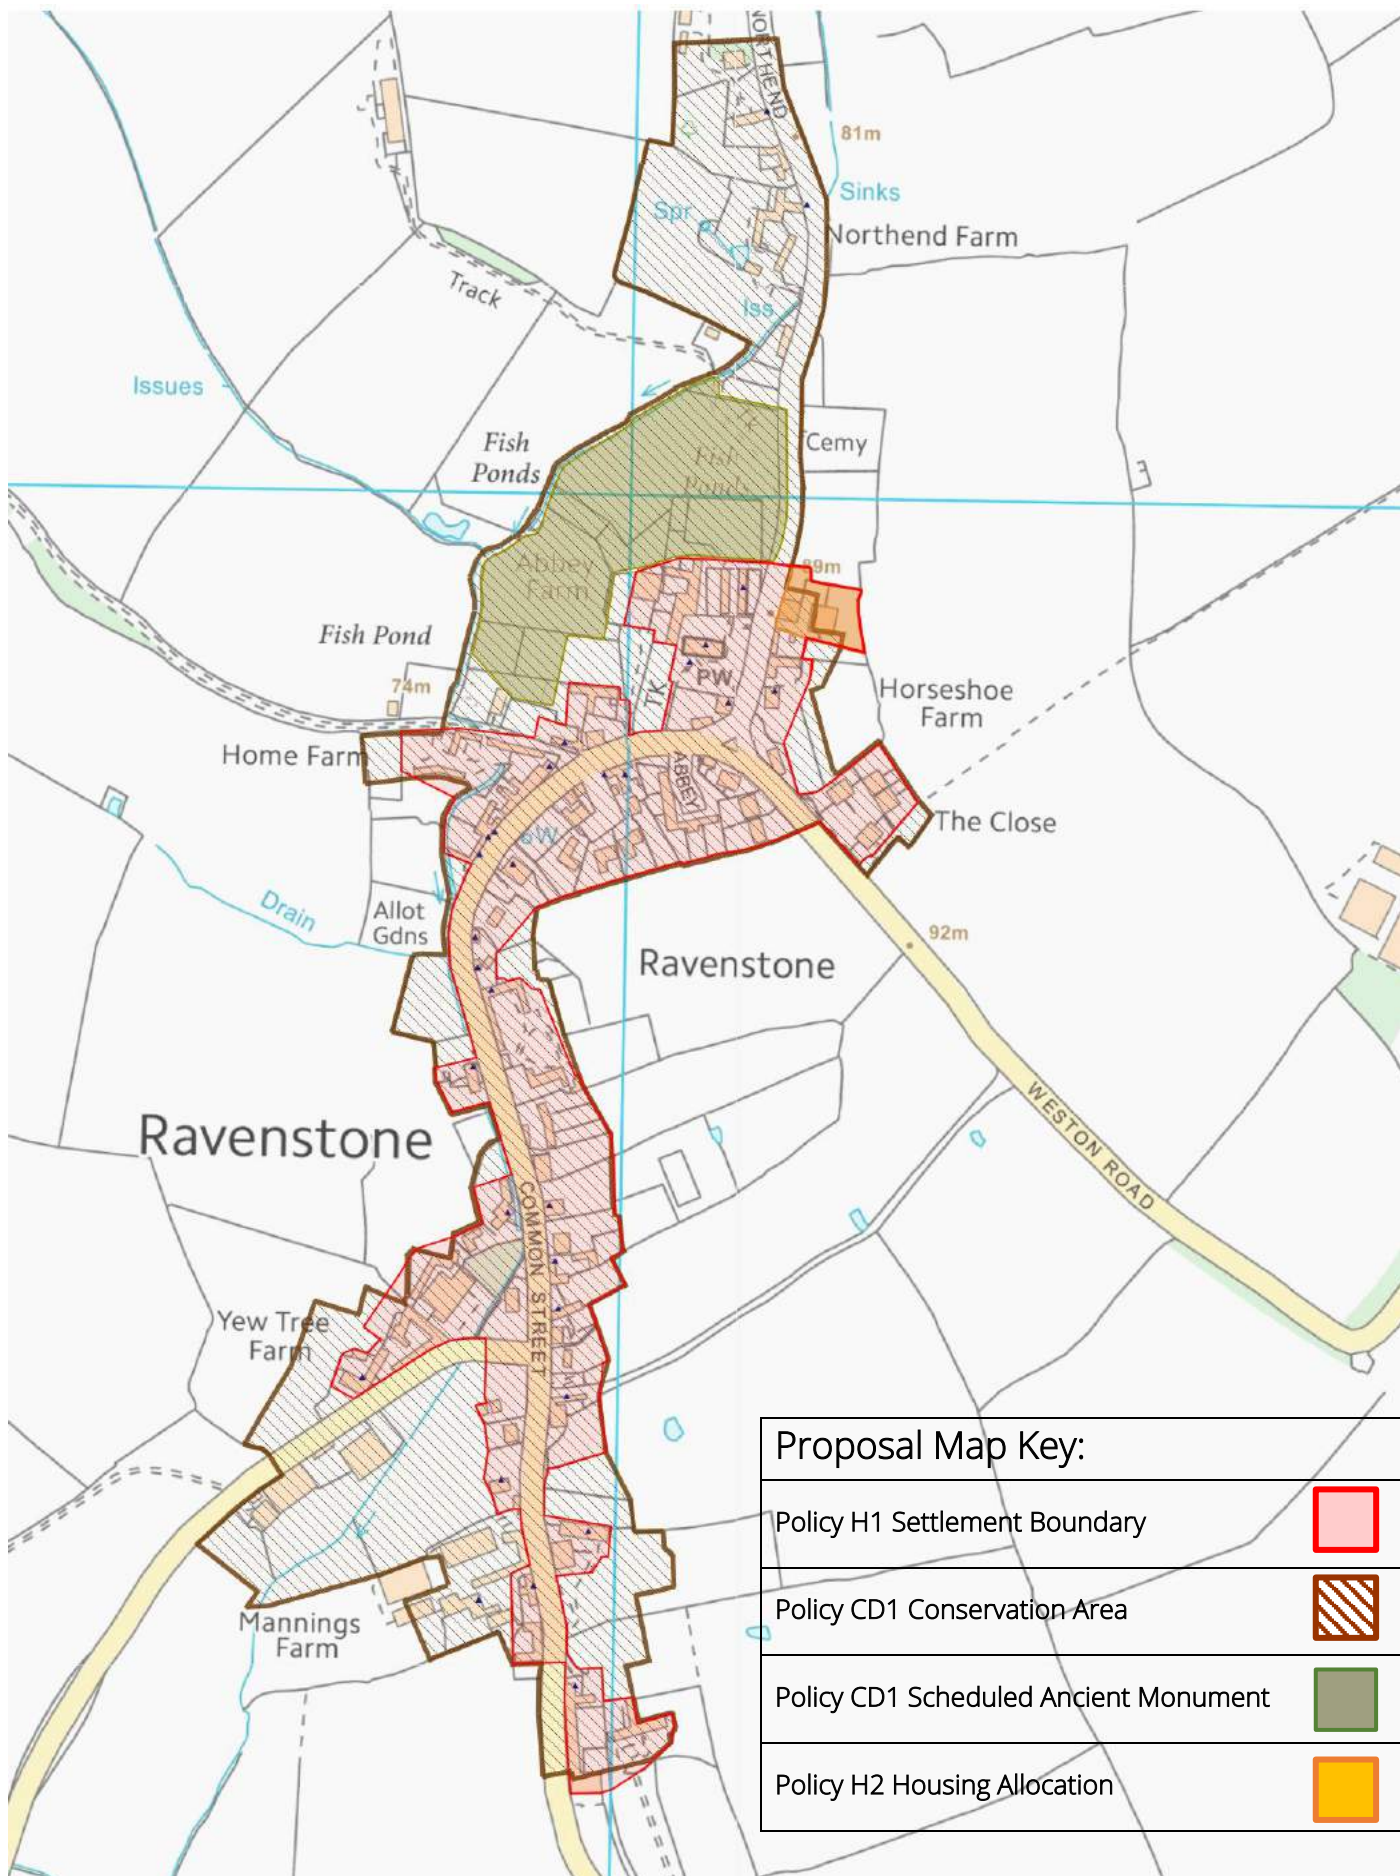 NORTHEND
81m
Sinks
Spr
Northend Farm
Track
Iss
Issues
Fish
Ponds
Cemy
Fish
Ponds
Abbey
Farm
89m
Fish Pond
PW
74m
TK
Horseshoe
Farm
Home Farm
ABBEY
The Close
W
Drain
Allot
Gdns
92m
Ravenstone
WESTON ROAD
Ravenstone
COMMON STREET
Yew Tree
Farm
Mannings
Farm
Proposal Map Key:
Policy H1 Settlement Boundary
Policy CD1 Conservation Area
Policy CD1 Scheduled Ancient Monument
Policy H2 Housing Allocation